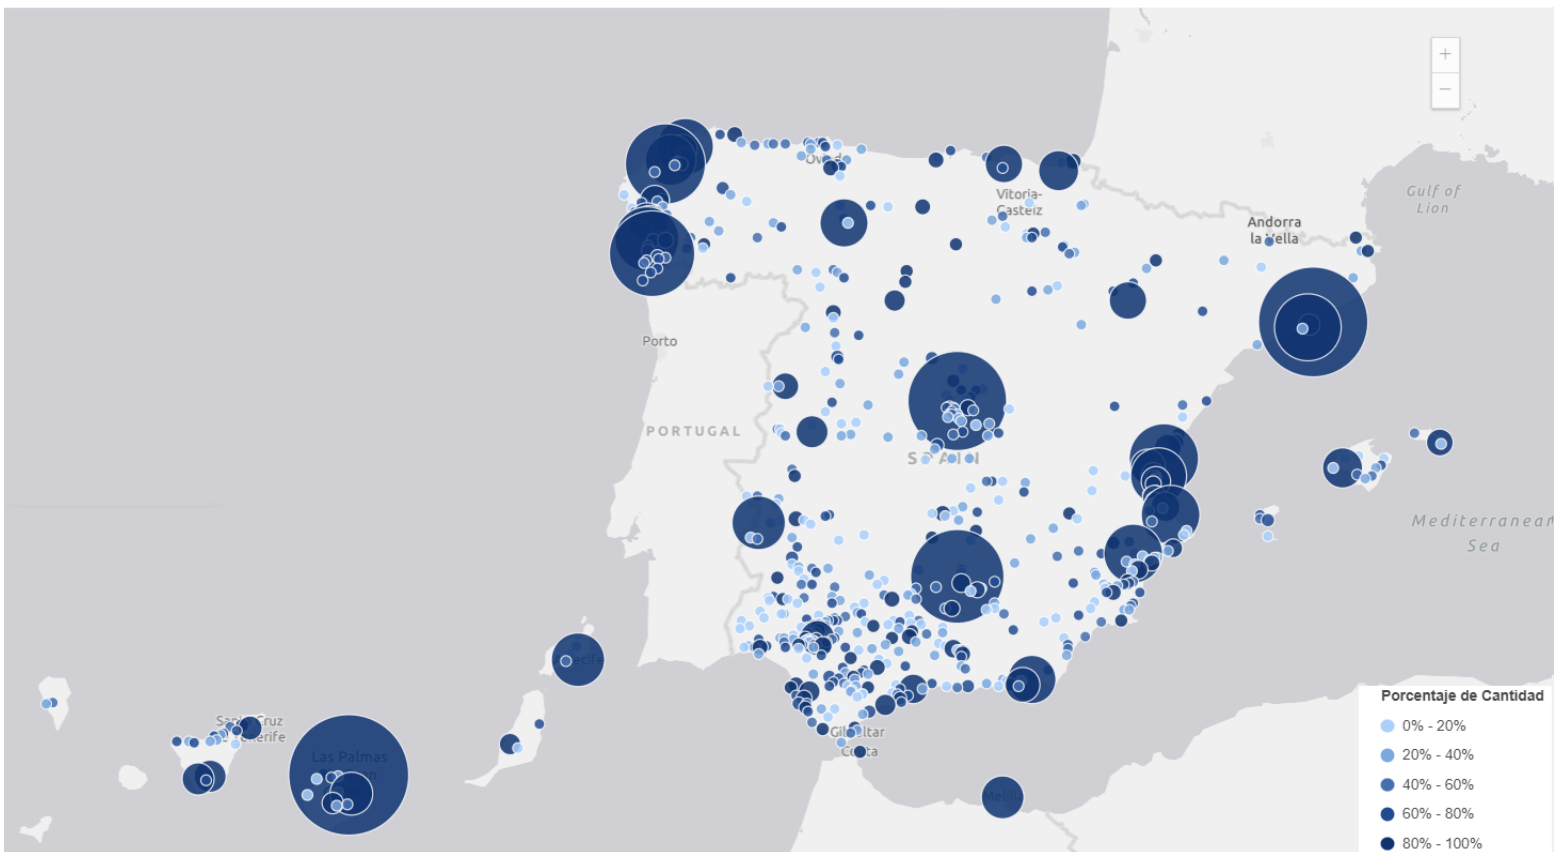 +
−
Vitoria-
Gasteiz
Andorra
la Vella
Gulf of
Lion
Porto
PORTUGAL
SPAIN
Mediterranean
Sea
Las Palmas
Gibraltar
Ceuta
Melilla
Porcentaje de Cantidad
0% - 20%
20% - 40%
40% - 60%
60% - 80%
80% - 100%